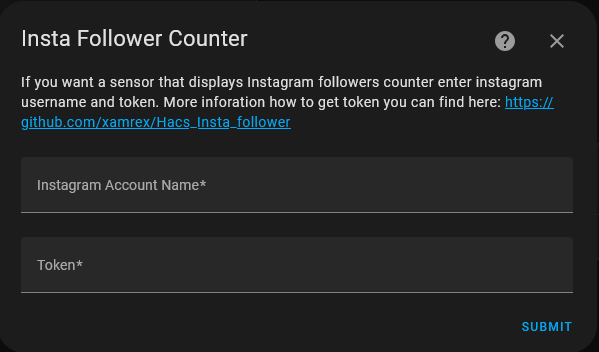 Insta Follower Counter
If you want a sensor that displays Instagram followers counter enter instagram
username and token. More inforation how to get token you can find here: https://
github.com/xamrex/Hacs_Insta_follower
Instagram Account Name*
Token*
SUBMIT